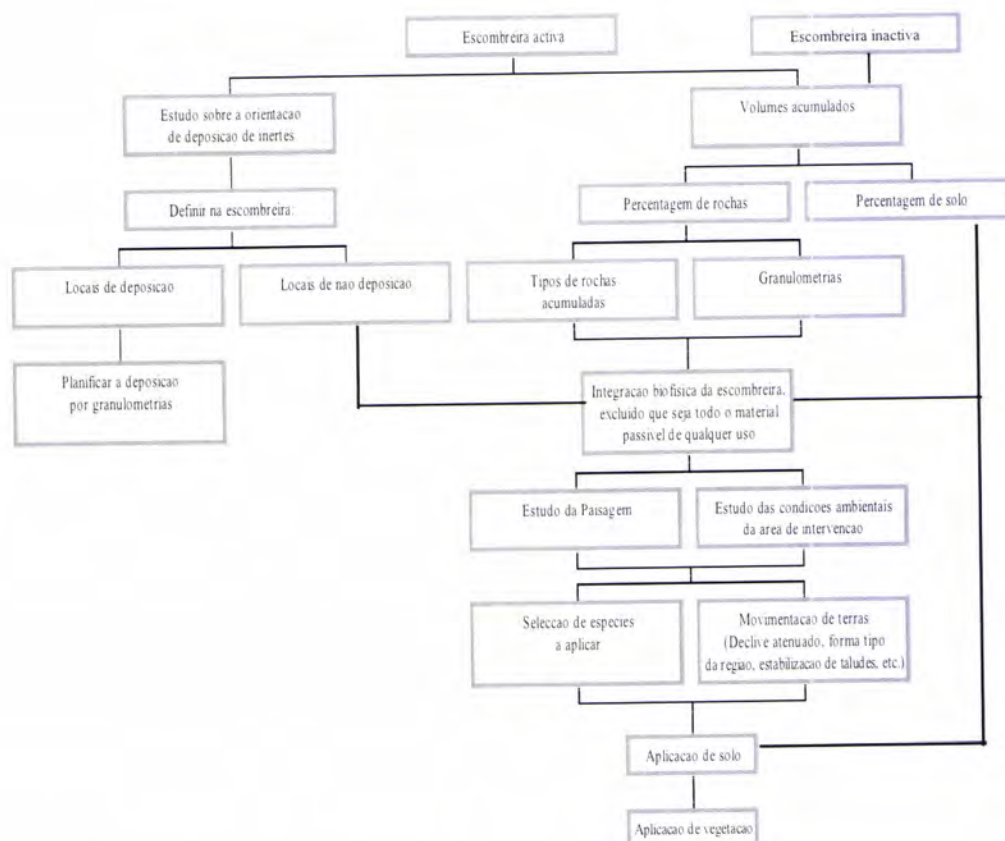 Escombreira activa
Escombreira inactiva
Estudo sobre a orientacao
de deposicao de inertes
Volumes acumulados
Definir na escombreira:
Percentagem de rochas
Percentagem de solo
Locais de deposicao
Locais de nao deposicao
Tipos de rochas
acumuladas
Granulometrias
Planificar a deposicao
por granulometrias
Integracao biofisica da escombreira,
excluido que seja todo o material
passivel de qualquer uso
Estudo da Paisagem
Estudo das condicoes ambientais
da area de intervencao
Seleccao de especies
a aplicar
Movimentacao de terras
(Declive atenuado, forma tipo
da regiao, estabilizacao de taludes, etc.)
Aplicacao de solo
Aplicacao de vegetacao